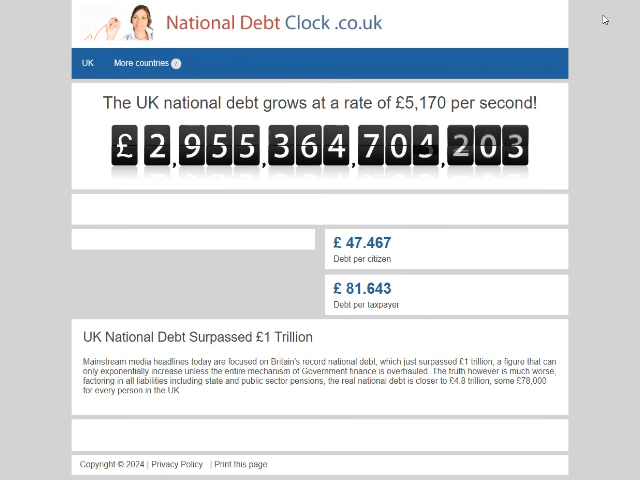 National Debt Clock .co.uk
UK More countries
The UK national debt grows at a rate of £5,170 per second!
£ 2,955,364,704,203
£ 47.467
Debt per citizen
£ 81.643
Debt per taxpayer
UK National Debt Surpassed £1 Trillion
Mainstream media headlines today are focused on Britain's record national debt, which just surpassed £1 trillion, a figure that can
only exponentially increase unless the entire mechanism of Government finance is overhauled. The truth however is much worse,
factoring in all liabilities including state and public sector pensions, the real national debt is closer to £4.8 trillion, some £78,000
for every person in the UK.
Copyright © 2024 | Privacy Policy | Print this page